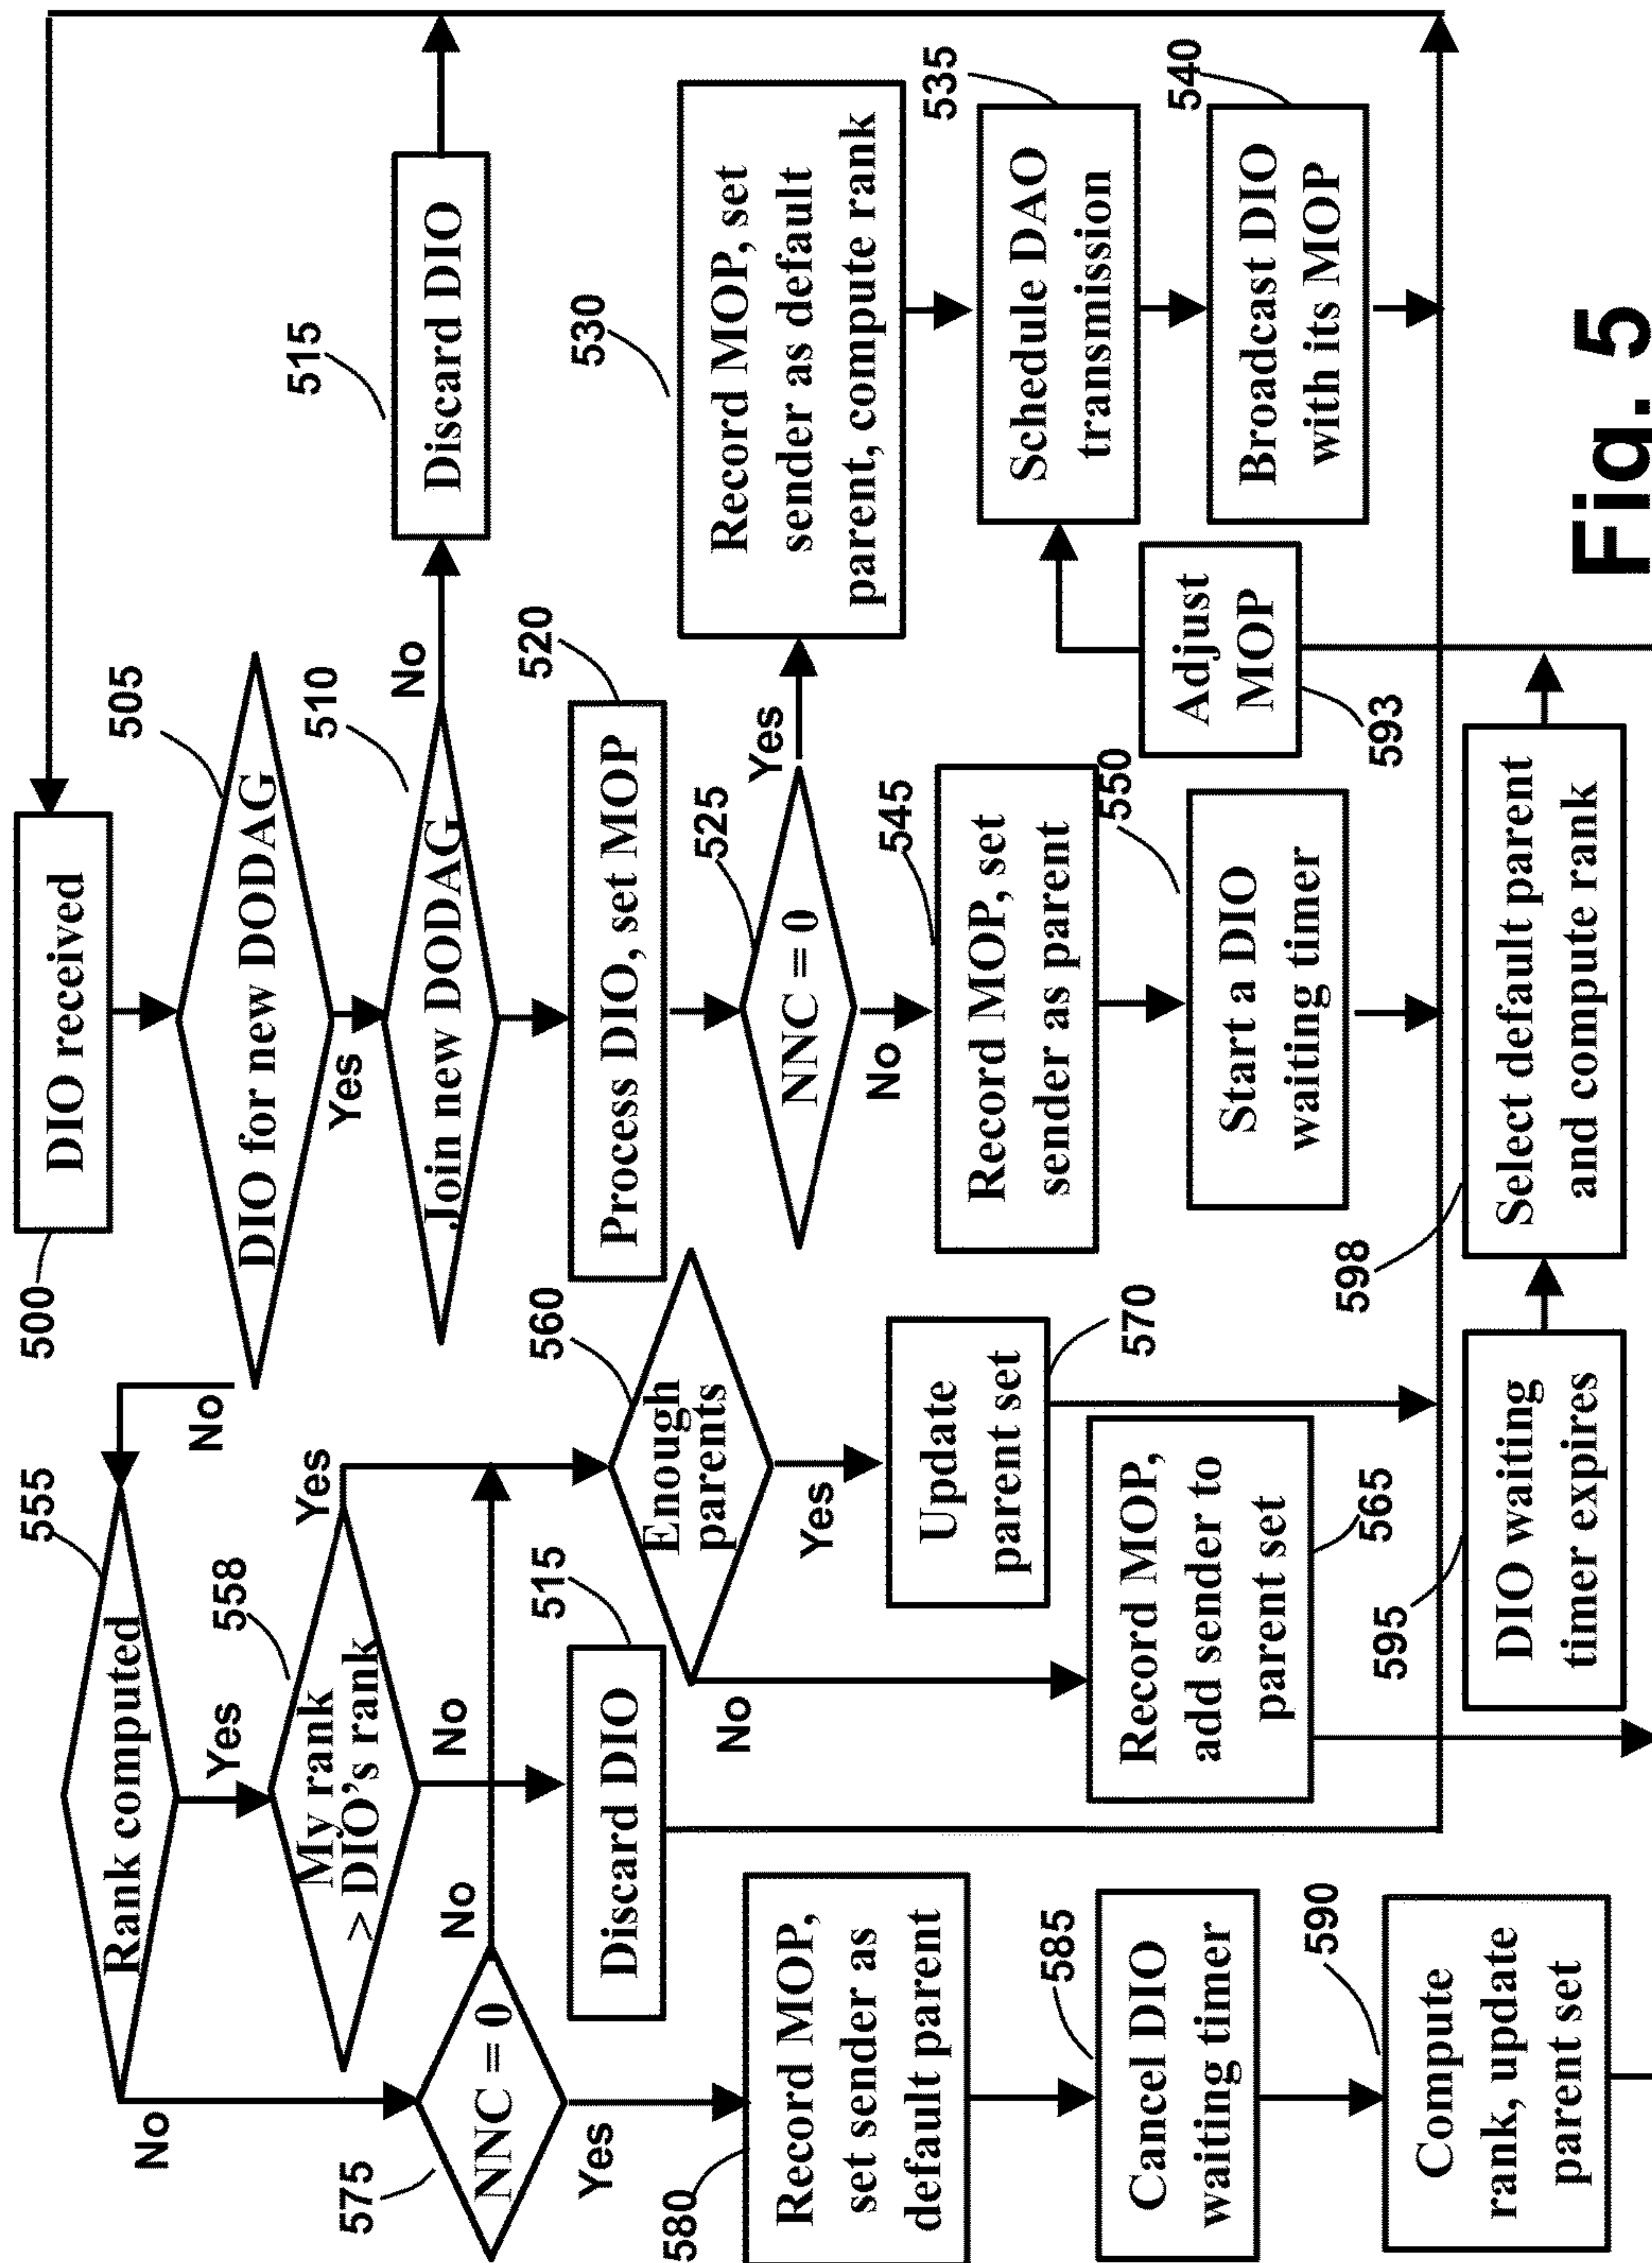 500
DIO received
DIO for new DODAG
505
No
Yes
Join new DODAG
510
No
Discard DIO
515
Process DIO, set MOP
520
NNC = 0
525
Yes
Record MOP, set
sender as default
parent, compute rank
530
Schedule DAO
transmission
535
Broadcast DIO
with its MOP
540
No
Record MOP, set
sender as parent
545
Start a DIO
waiting timer
550
Rank computed
555
Yes
My rank
> DIO's rank
558
Yes
No
Discard DIO
515
Enough
parents
560
Yes
Update
parent set
570
No
Record MOP,
add sender to
parent set
565
No
NNC = 0
575
No
Yes
Record MOP,
set sender as
default parent
580
Cancel DIO
waiting timer
585
Compute
rank, update
parent set
590
DIO waiting
timer expires
595
Select default parent
and compute rank
598
Adjust
MOP
593
Fig. 5